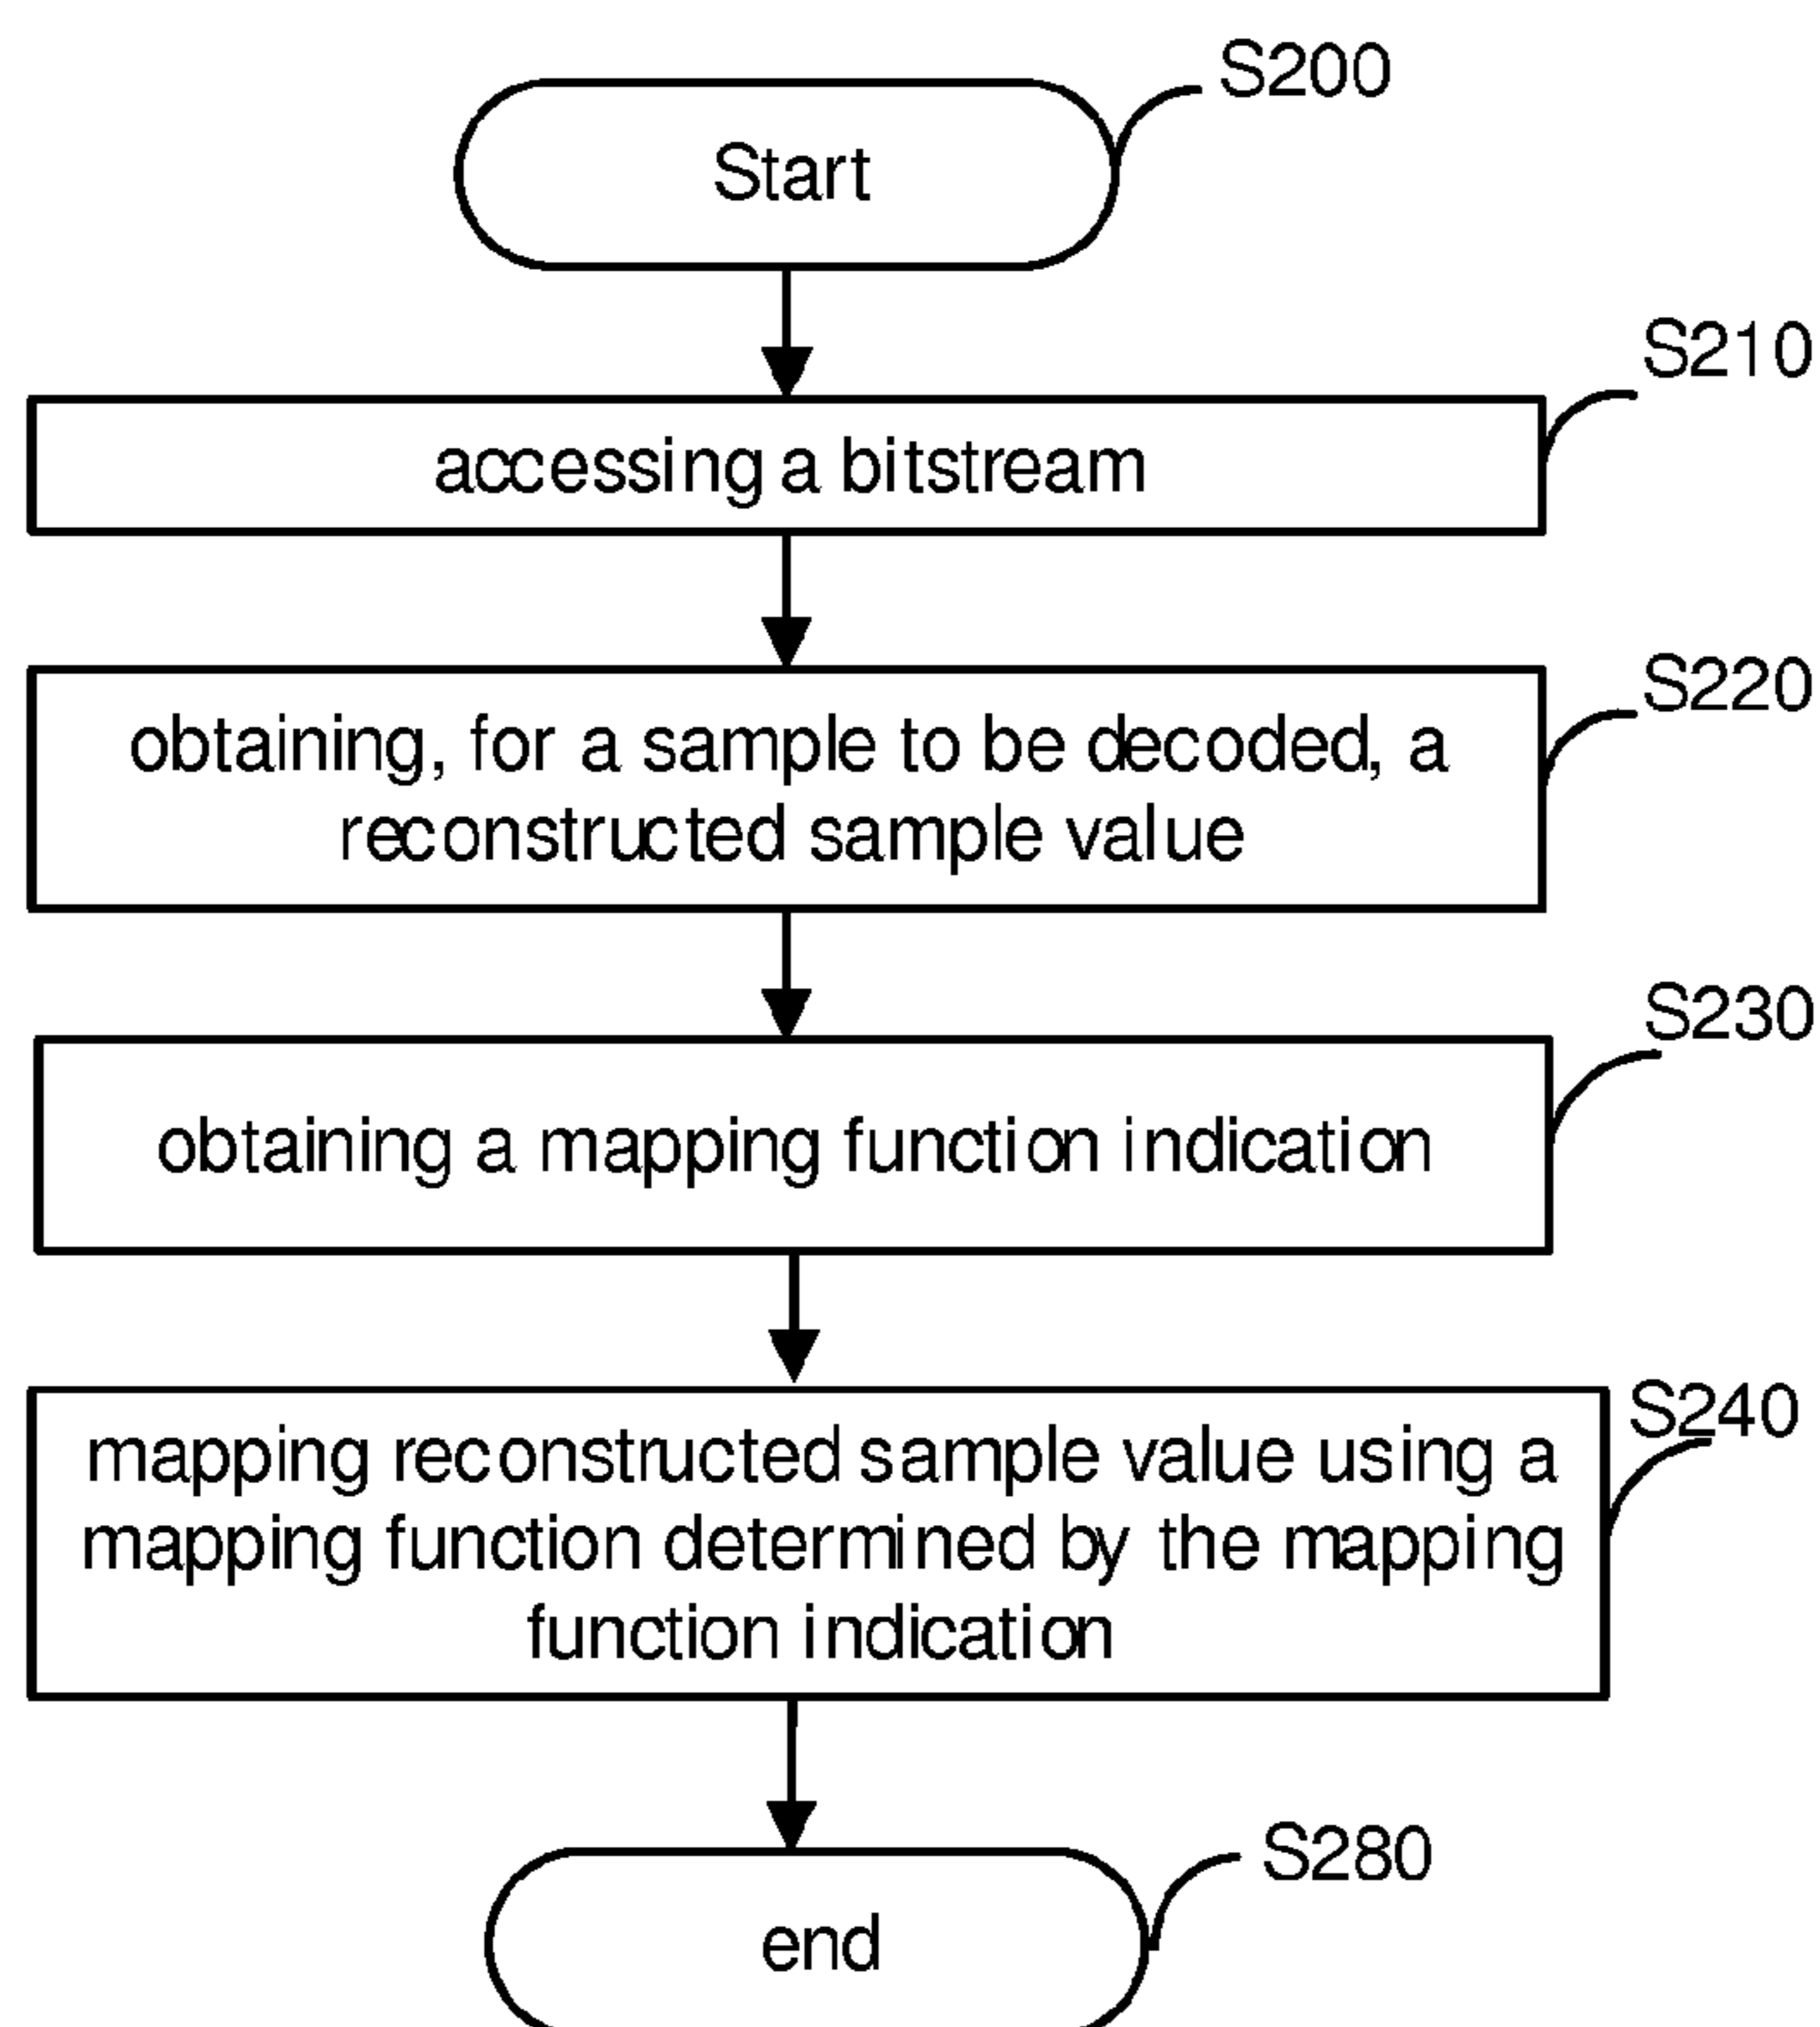 S200
Start
S210
accessing a bitstream
S220
obtaining, for a sample to be decoded, a
reconstructed sample value
S230
obtaining a mapping function indication
S240
mapping reconstructed sample value using a
mapping function determined by the mapping
function indication
S280
end